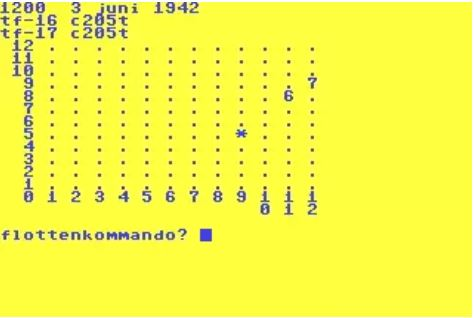 1200 3 juni 1942
tf-16 c205t
tf-17 c205t
12 . . . . . . . . . . . .
11 . . . . . . . . . . . .
10 . . . . . . . . . . . .
9 . . . . . . . . . . . 7
8 . . . . . . . . . . 6 .
7 . . . . . . . . . . . .
6 . . . . . . . . . . . .
5 . . . . . . . . * . . .
4 . . . . . . . . . . . .
3 . . . . . . . . . . . .
2 . . . . . . . . . . . .
1 . . . . . . . . . . . .
0 1 2 3 4 5 6 7 8 9 1 1 1
0 1 2
flottenkommando?